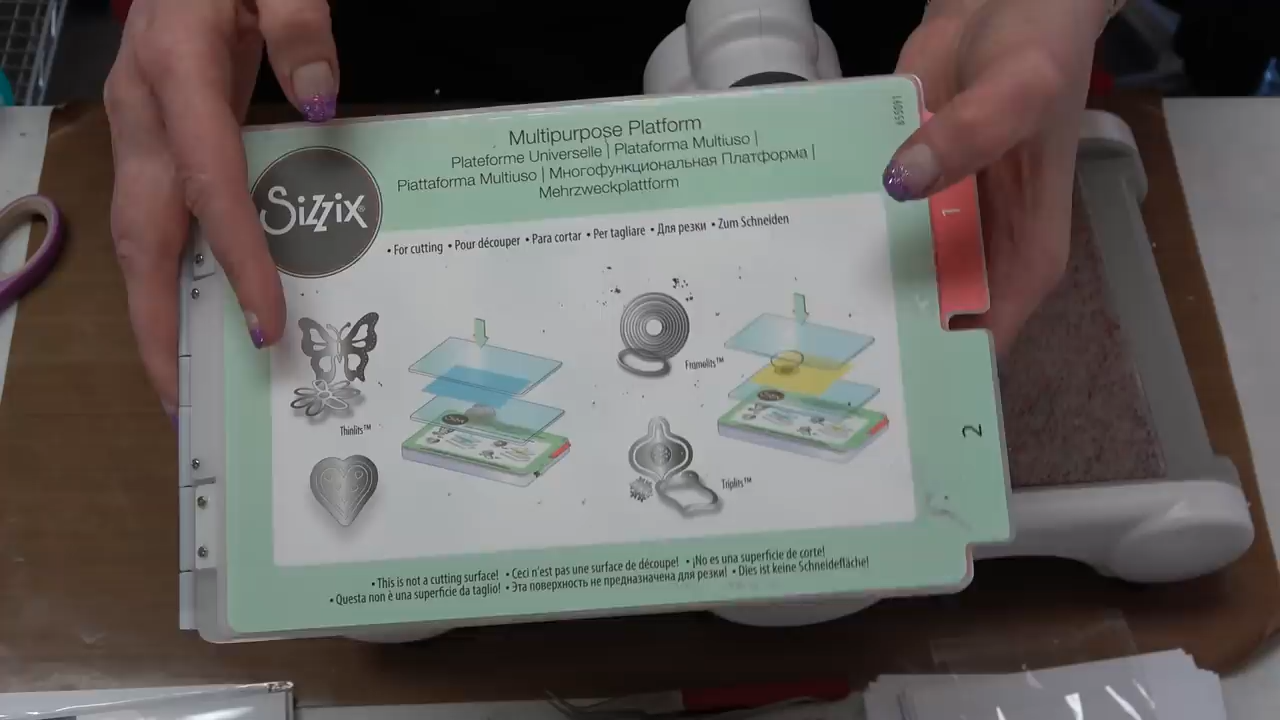 Multipurpose Platform
Plateforme Universelle | Plataforma Multiuso |
Piattaforma Multiuso | Многофункциональная Платформа |
Mehrzweckplattform
655091
Sizzix
• For cutting • Pour découper • Para cortar • Per tagliare • Для резки • Zum Schneiden
1
Framelits™
Thinlits™
2
Triplits™
• This is not a cutting surface! • Ceci n'est pas une surface de découpe! • ¡No es una superficie de corte!
• Questa non è una superficie da taglio! • Эта поверхность не предназначена для резки! • Dies ist keine Schneidefläche!